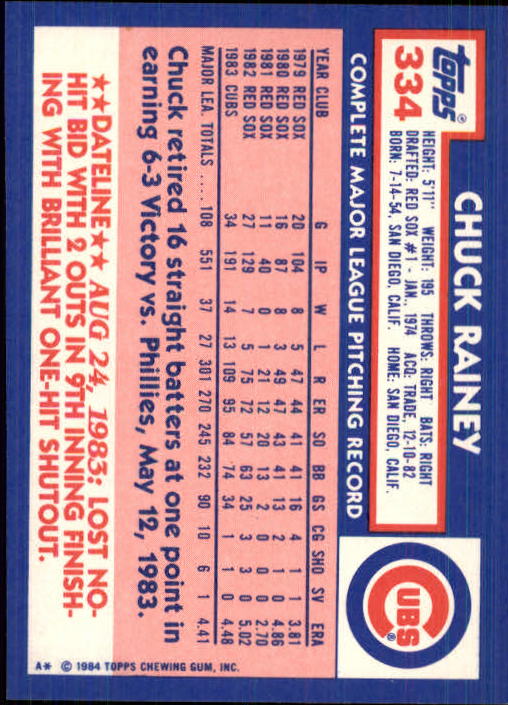 topps®
334
CHUCK RAINEY
HEIGHT: 5'11" WEIGHT: 195 THROWS: RIGHT BATS: RIGHT
DRAFTED: RED SOX #1 - JAN., 1974 ACQ: TRADE, 12-10-82
BORN: 7-14-54, SAN DIEGO, CALIF. HOME: SAN DIEGO, CALIF.
CUBS®
COMPLETE MAJOR LEAGUE PITCHING RECORD
YEAR CLUB G IP W L R ER SO BB GS CG SHO SV ERA
1979 RED SOX 20 104 8 5 47 44 41 41 16 4 1 1 3.81
1980 RED SOX 16 87 8 3 49 47 43 41 13 2 1 0 4.86
1981 RED SOX 11 40 0 1 21 12 20 13 2 0 0 0 2.70
1982 RED SOX 27 129 7 5 75 72 57 63 25 3 3 0 5.02
1983 CUBS 34 191 14 13 109 95 84 74 34 1 1 0 4.48
MAJOR LEA. TOTALS ..... 108 551 37 27 301 270 245 232 90 10 6 1 4.41
Chuck retired 16 straight batters at one point in
earning 6-3 Victory vs. Phillies, May 12, 1983.
★★DATELINE★★ AUG 24, 1983: LOST NO-
HIT BID WITH 2 OUTS IN 9TH INNING FINISH-
ING WITH BRILLIANT ONE-HIT SHUTOUT.
A* © 1984 TOPPS CHEWING GUM, INC.